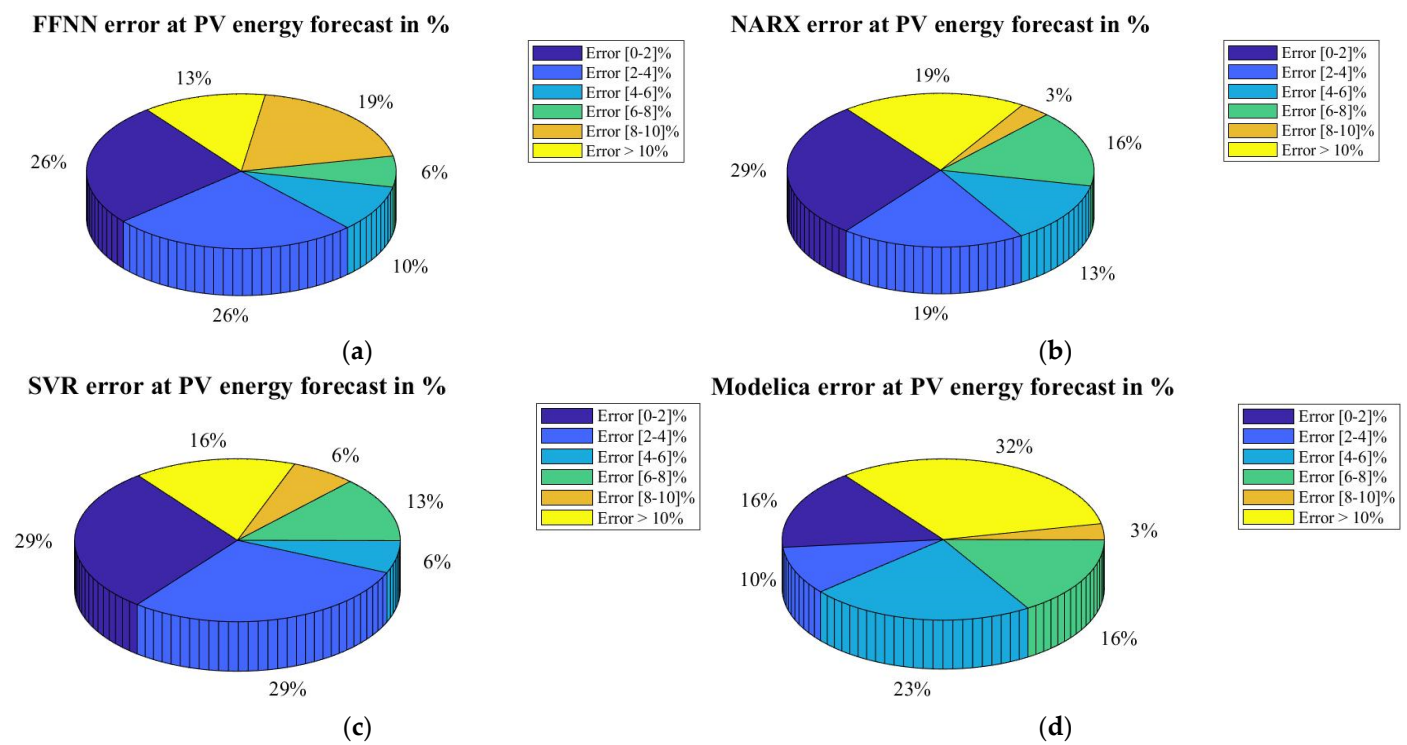 FFNN error at PV energy forecast in %
Error [0-2]%
Error [2-4]%
Error [4-6]%
Error [6-8]%
Error [8-10]%
Error > 10%
13%
19%
26%
6%
10%
26%
(a)
NARX error at PV energy forecast in %
Error [0-2]%
Error [2-4]%
Error [4-6]%
Error [6-8]%
Error [8-10]%
Error > 10%
19%
3%
16%
29%
13%
19%
(b)
SVR error at PV energy forecast in %
Error [0-2]%
Error [2-4]%
Error [4-6]%
Error [6-8]%
Error [8-10]%
Error > 10%
16%
6%
13%
29%
6%
29%
(c)
Modelica error at PV energy forecast in %
Error [0-2]%
Error [2-4]%
Error [4-6]%
Error [6-8]%
Error [8-10]%
Error > 10%
32%
16%
3%
10%
16%
23%
(d)